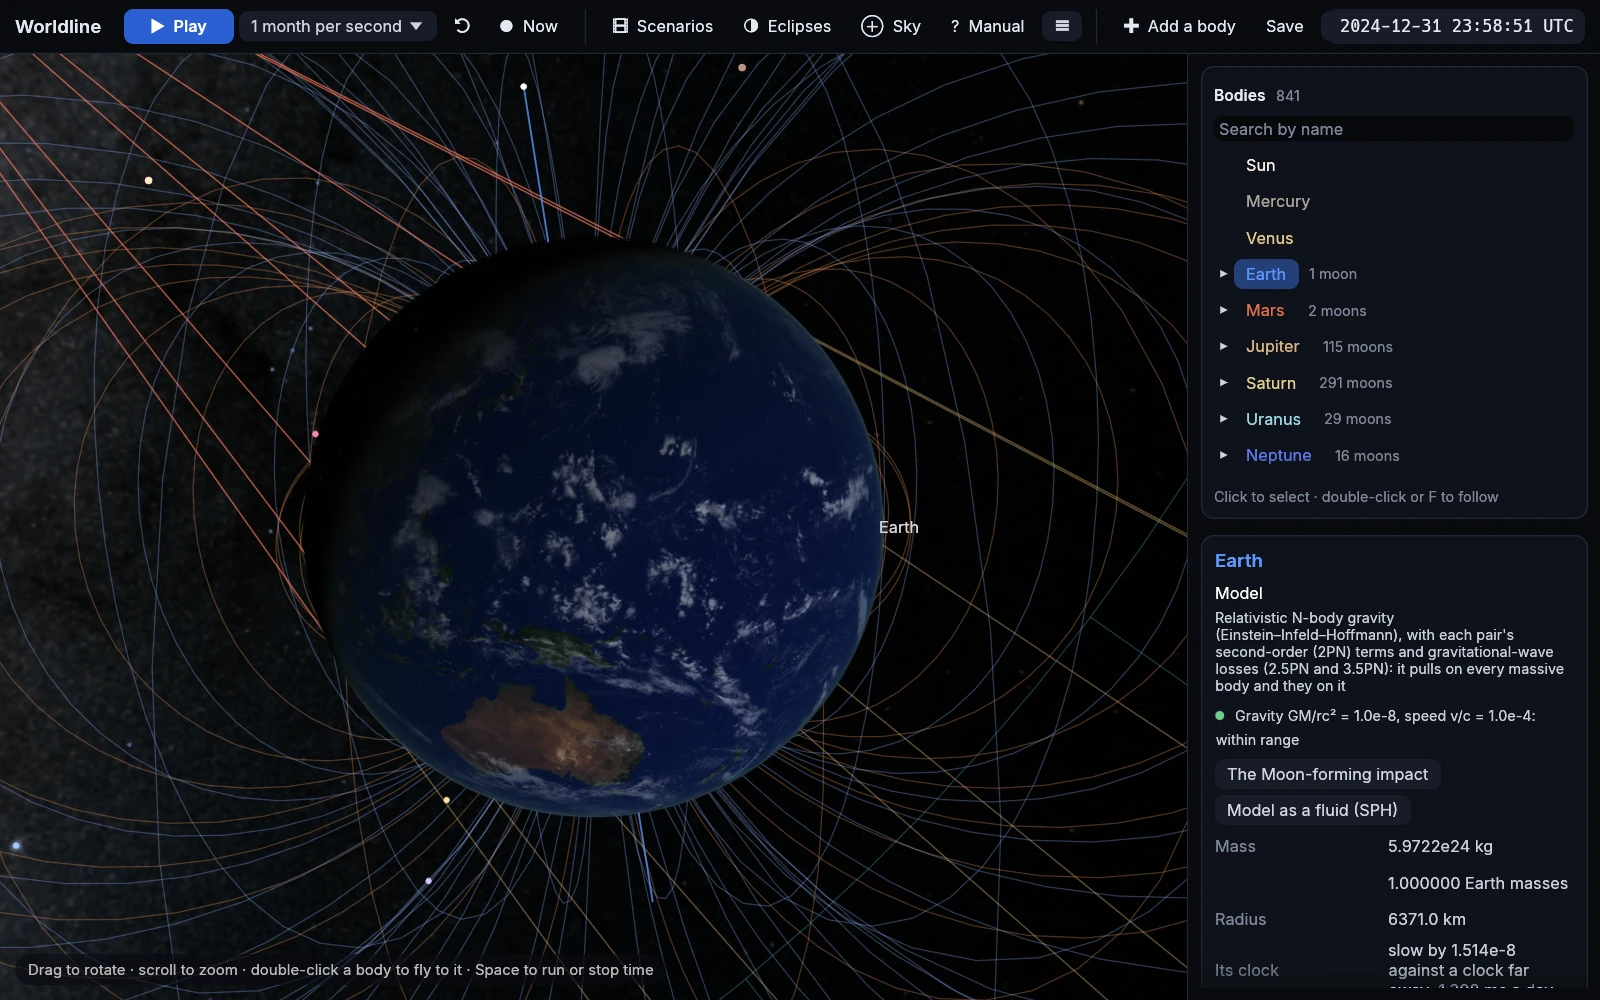 Worldline
Play
1 month per second
Now
Scenarios
Eclipses
Sky
? Manual
Add a body
Save
2024-12-31 23:58:51 UTC
Bodies 841
Search by name
Sun
Mercury
Venus
Earth 1 moon
Mars 2 moons
Jupiter 115 moons
Saturn 291 moons
Uranus 29 moons
Neptune 16 moons
Click to select · double-click or F to follow
Earth
Earth
Model
Relativistic N-body gravity
(Einstein–Infeld–Hoffmann), with each pair's
second-order (2PN) terms and gravitational-wave
losses (2.5PN and 3.5PN): it pulls on every massive
body and they on it
Gravity GM/rc² = 1.0e-8, speed v/c = 1.0e-4:
within range
The Moon-forming impact
Model as a fluid (SPH)
Mass 5.9722e24 kg
1.000000 Earth masses
Radius 6371.0 km
Its clock slow by 1.514e-8
against a clock far
Drag to rotate · scroll to zoom · double-click a body to fly to it · Space to run or stop time